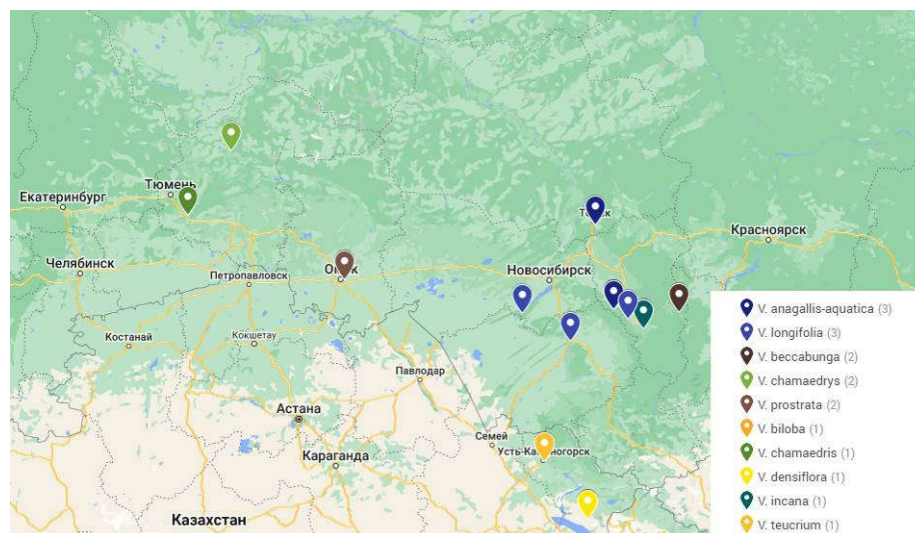 Тюмень
Екатеринбург
Челябинск
Петропавловск
Омск
Томск
Красноярск
Новосибирск
Костанай
Кокшетау
Павлодар
Астана
Семей
Караганда
Усть-Каменогорск
Казахстан
V. anagallis-aquatica (3)
V. longifolia (3)
V. beccabunga (2)
V. chamaedrys (2)
V. prostrata (2)
V. biloba (1)
V. chamaedris (1)
V. densiflora (1)
V. incana (1)
V. teucrium (1)